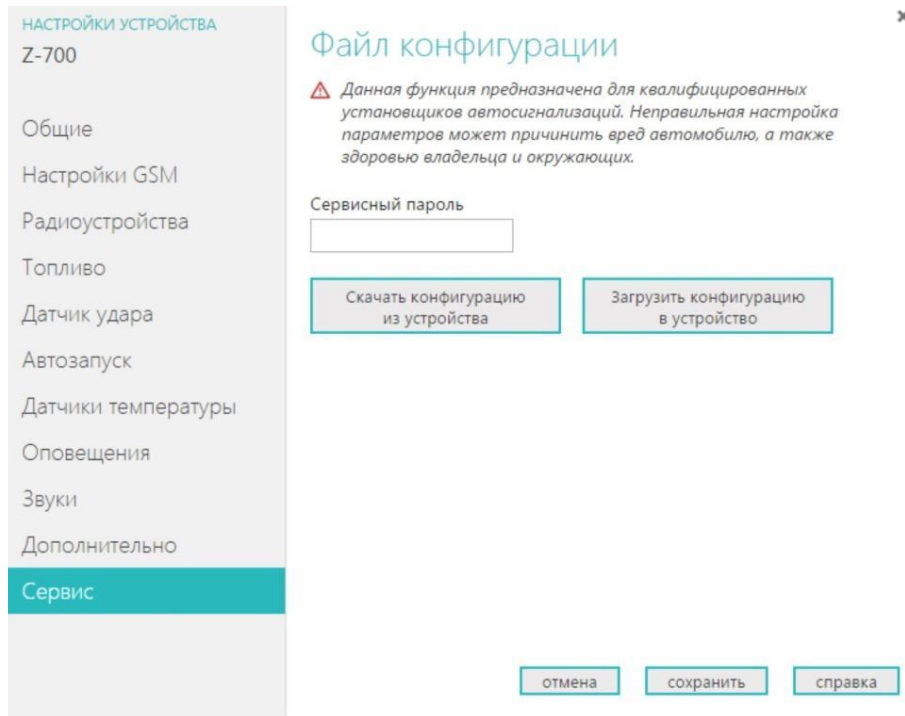 НАСТРОЙКИ УСТРОЙСТВА
Z-700
Общие
Настройки GSM
Радиоустройства
Топливо
Датчик удара
Автозапуск
Датчики температуры
Оповещения
Звуки
Дополнительно
Сервис
Файл конфигурации
Данная функция предназначена для квалифицированных
установщиков автосигнализаций. Неправильная настройка
параметров может причинить вред автомобилю, а также
здоровью владельца и окружающих.
Сервисный пароль
Скачать конфигурацию
из устройства
Загрузить конфигурацию
в устройство
отмена
сохранить
справка